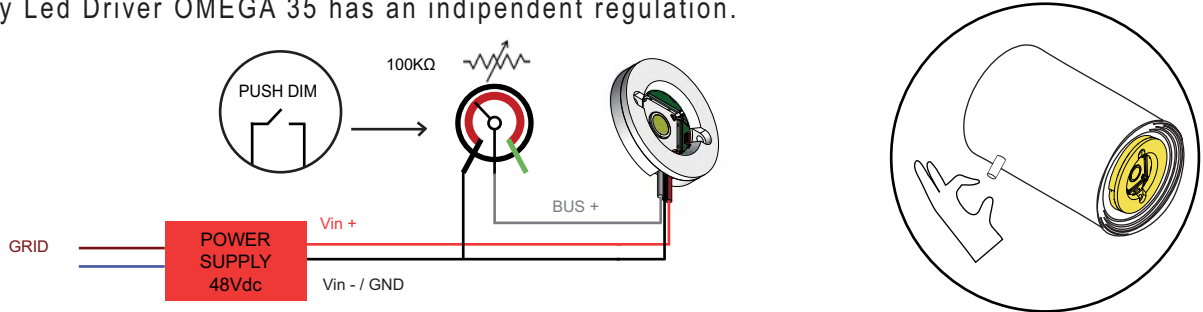 y Led Driver OMEGA 35 has an indipendent regulation.
100KΩ
PUSH DIM
BUS +
Vin +
GRID
POWER
SUPPLY
48Vdc
Vin - / GND